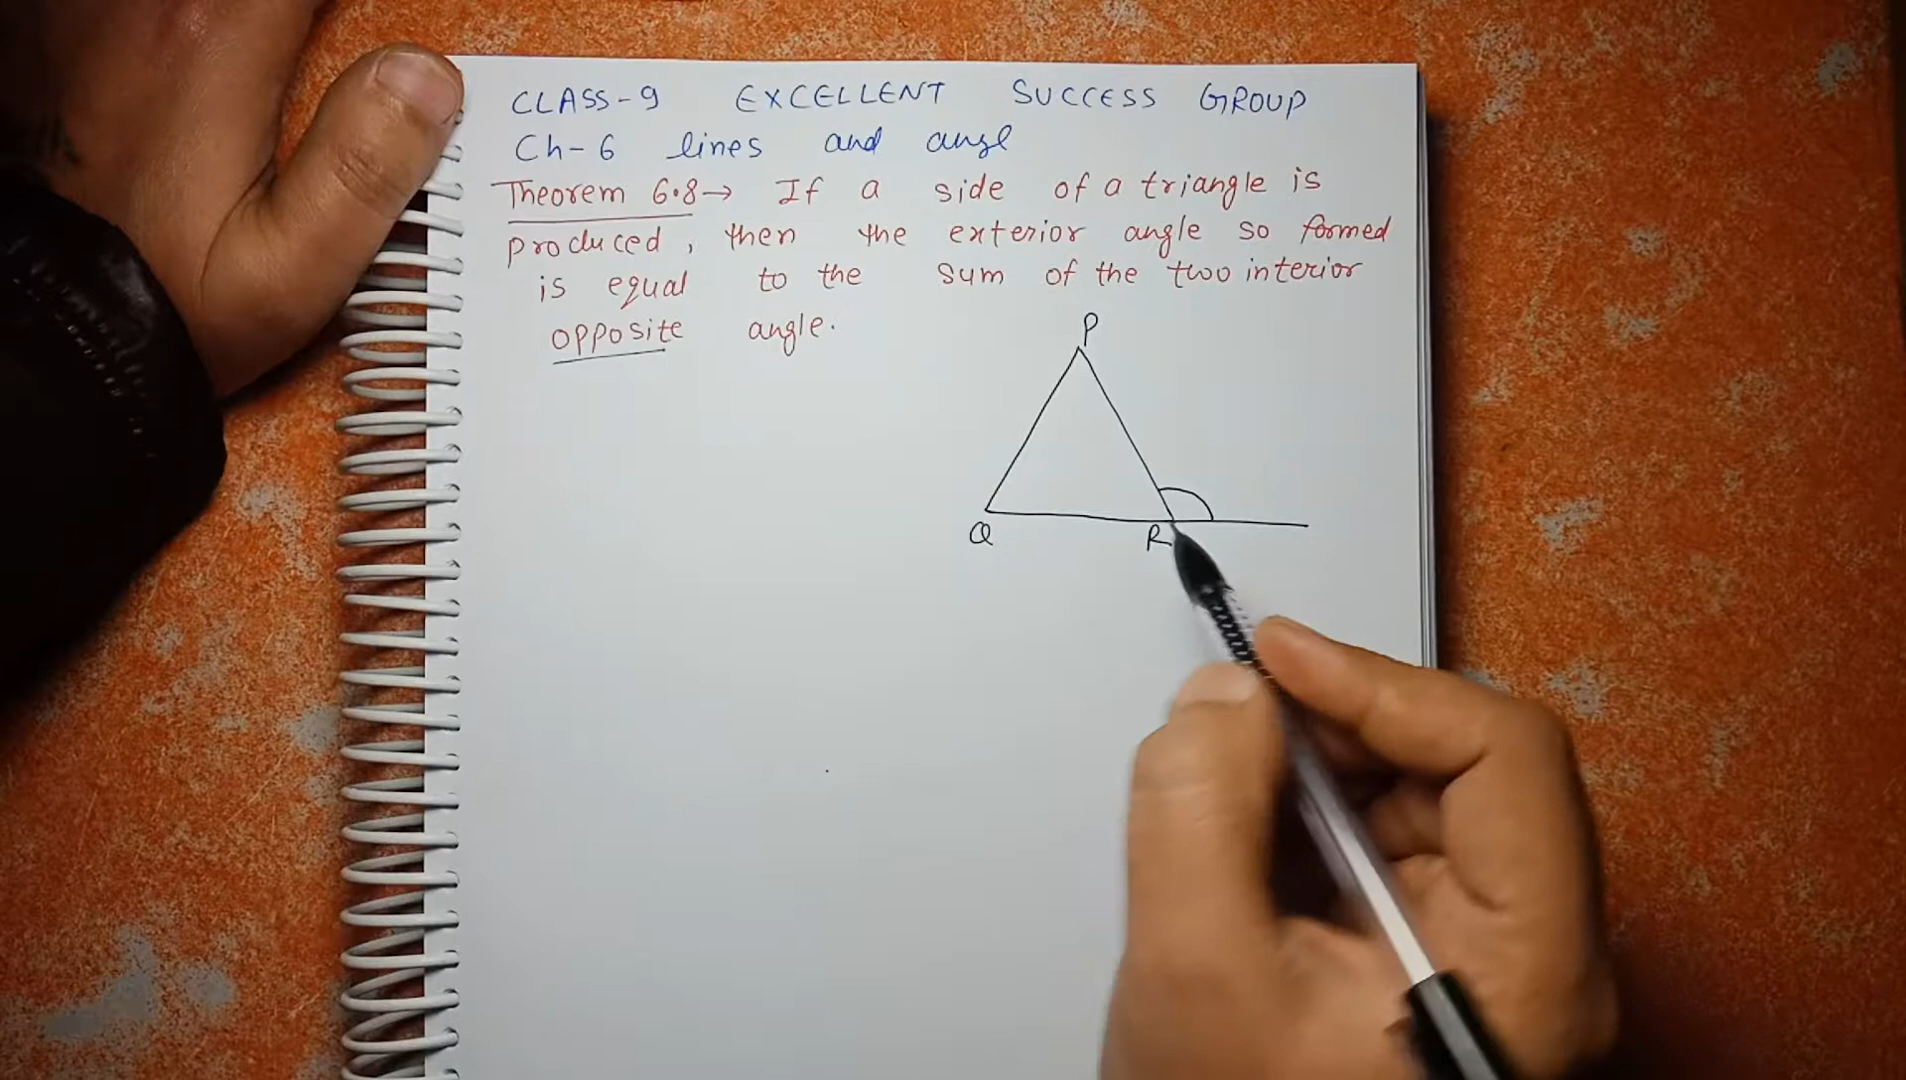 CLASS-9 EXCELLENT SUCCESS GROUP
Ch-6 lines and angl
Theorem 6.8→ If a side of a triangle is
produced, then the exterior angle so formed
is equal to the sum of the two interior
opposite angle.
P
Q R